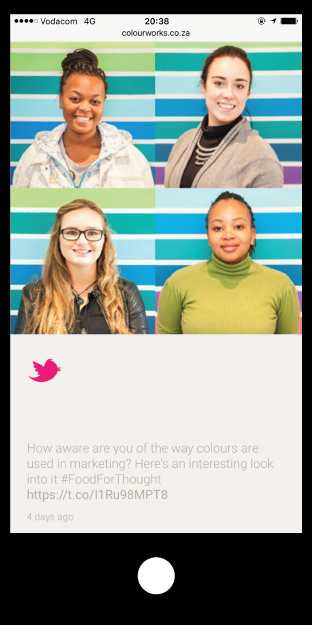 Vodacom 4G 20:38
colourworks.co.za
How aware are you of the way colours are
used in marketing? Here's an interesting look
into it #FoodForThought
https://t.co/I1Ru98MPT8
4 days ago